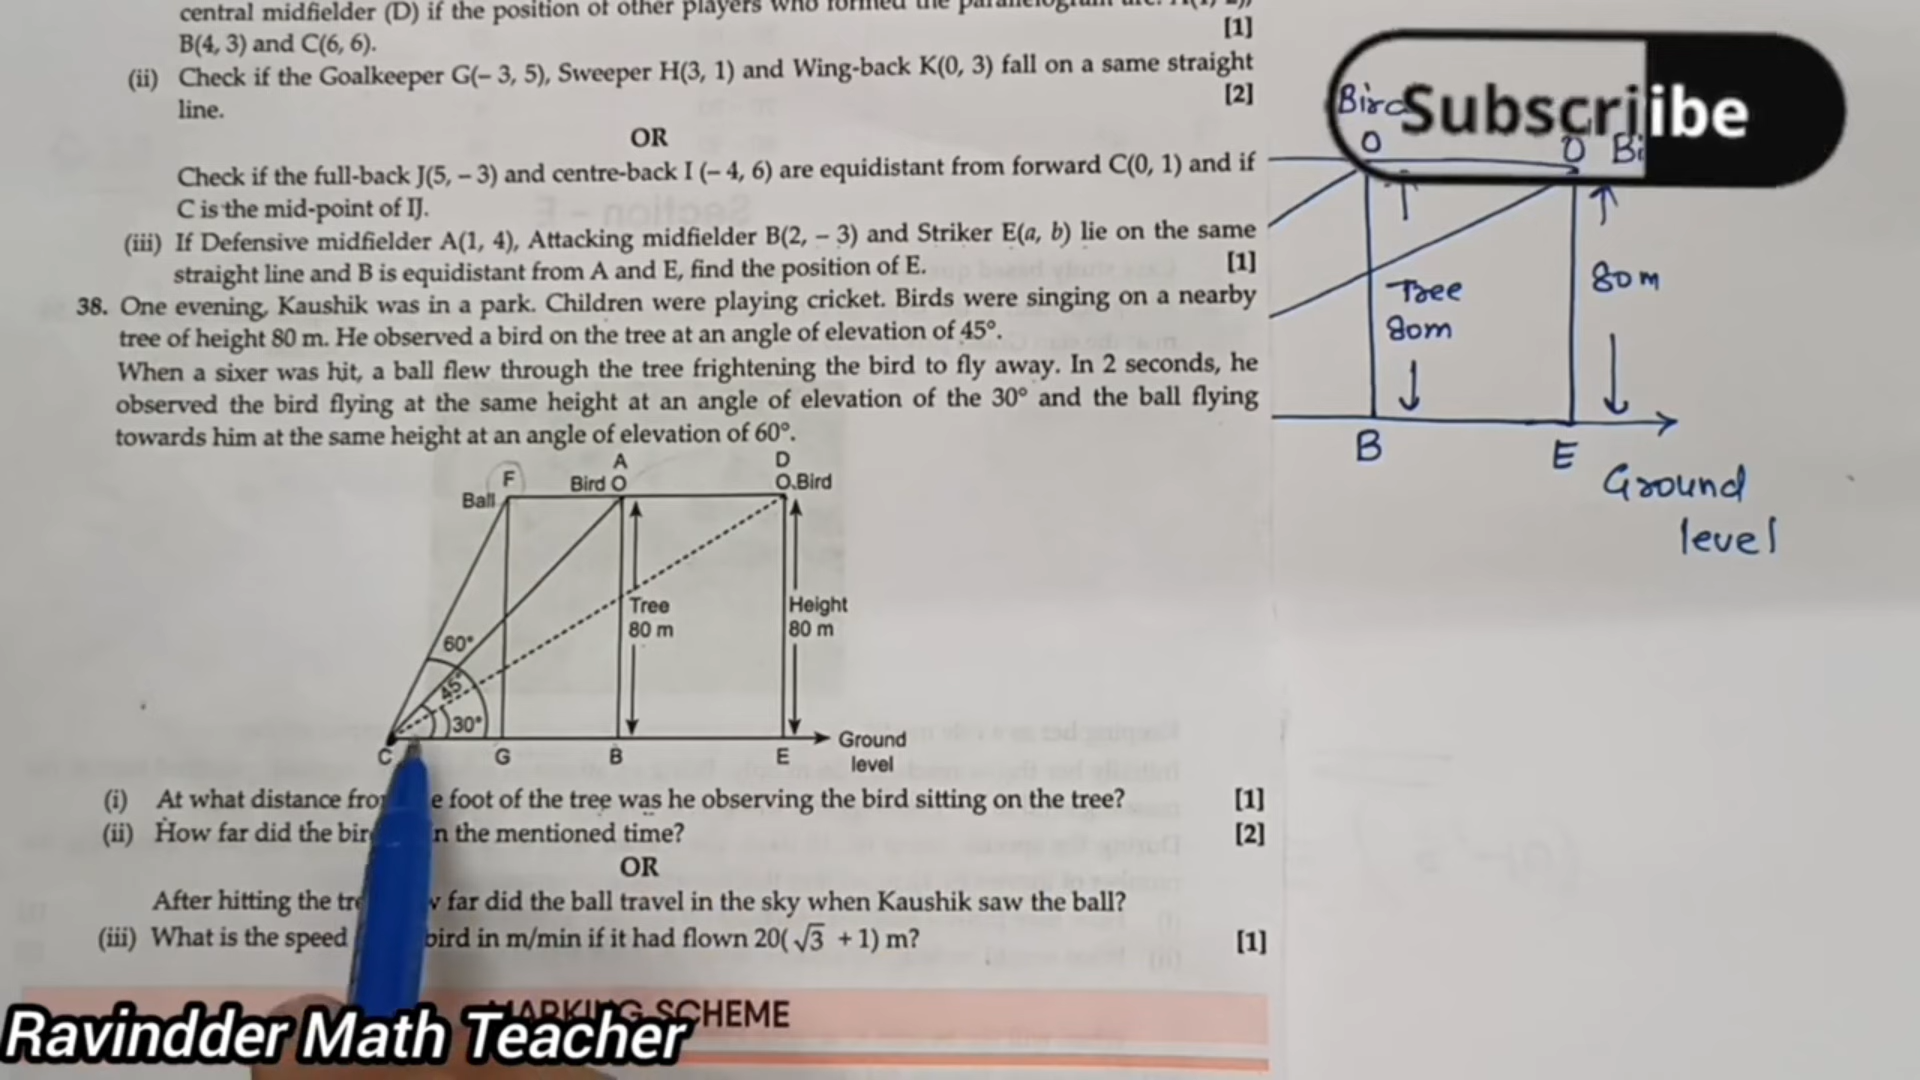 central midfielder (D) if the position of other players who formed the parallelogram are:
B(4, 3) and C(6, 6). [1]
(ii) Check if the Goalkeeper G(– 3, 5), Sweeper H(3, 1) and Wing-back K(0, 3) fall on a same straight
line. [2]
OR
Check if the full-back J(5, – 3) and centre-back I (– 4, 6) are equidistant from forward C(0, 1) and if
C is the mid-point of IJ.
(iii) If Defensive midfielder A(1, 4), Attacking midfielder B(2, – 3) and Striker E(a, b) lie on the same
straight line and B is equidistant from A and E, find the position of E. [1]
38. One evening, Kaushik was in a park. Children were playing cricket. Birds were singing on a nearby
tree of height 80 m. He observed a bird on the tree at an angle of elevation of 45°.
When a sixer was hit, a ball flew through the tree frightening the bird to fly away. In 2 seconds, he
observed the bird flying at the same height at an angle of elevation of the 30° and the ball flying
towards him at the same height at an angle of elevation of 60°.
F A D
Ball Bird O O.Bird
Tree Height
80 m 80 m
60°
45°
30°
C G B E
Ground
level
(i) At what distance foot of the tree was he observing the bird sitting on the tree? [1]
(ii) How far did the the mentioned time? [2]
OR
After hitting the far did the ball travel in the sky when Kaushik saw the ball?
(iii) What is the speed bird in m/min if it had flown 20(√3 + 1) m? [1]
SCHEME
Ravindder Math Teacher
Subscriibe
Bird
O O Bi
Tree
80m
80m
B E
Ground
level